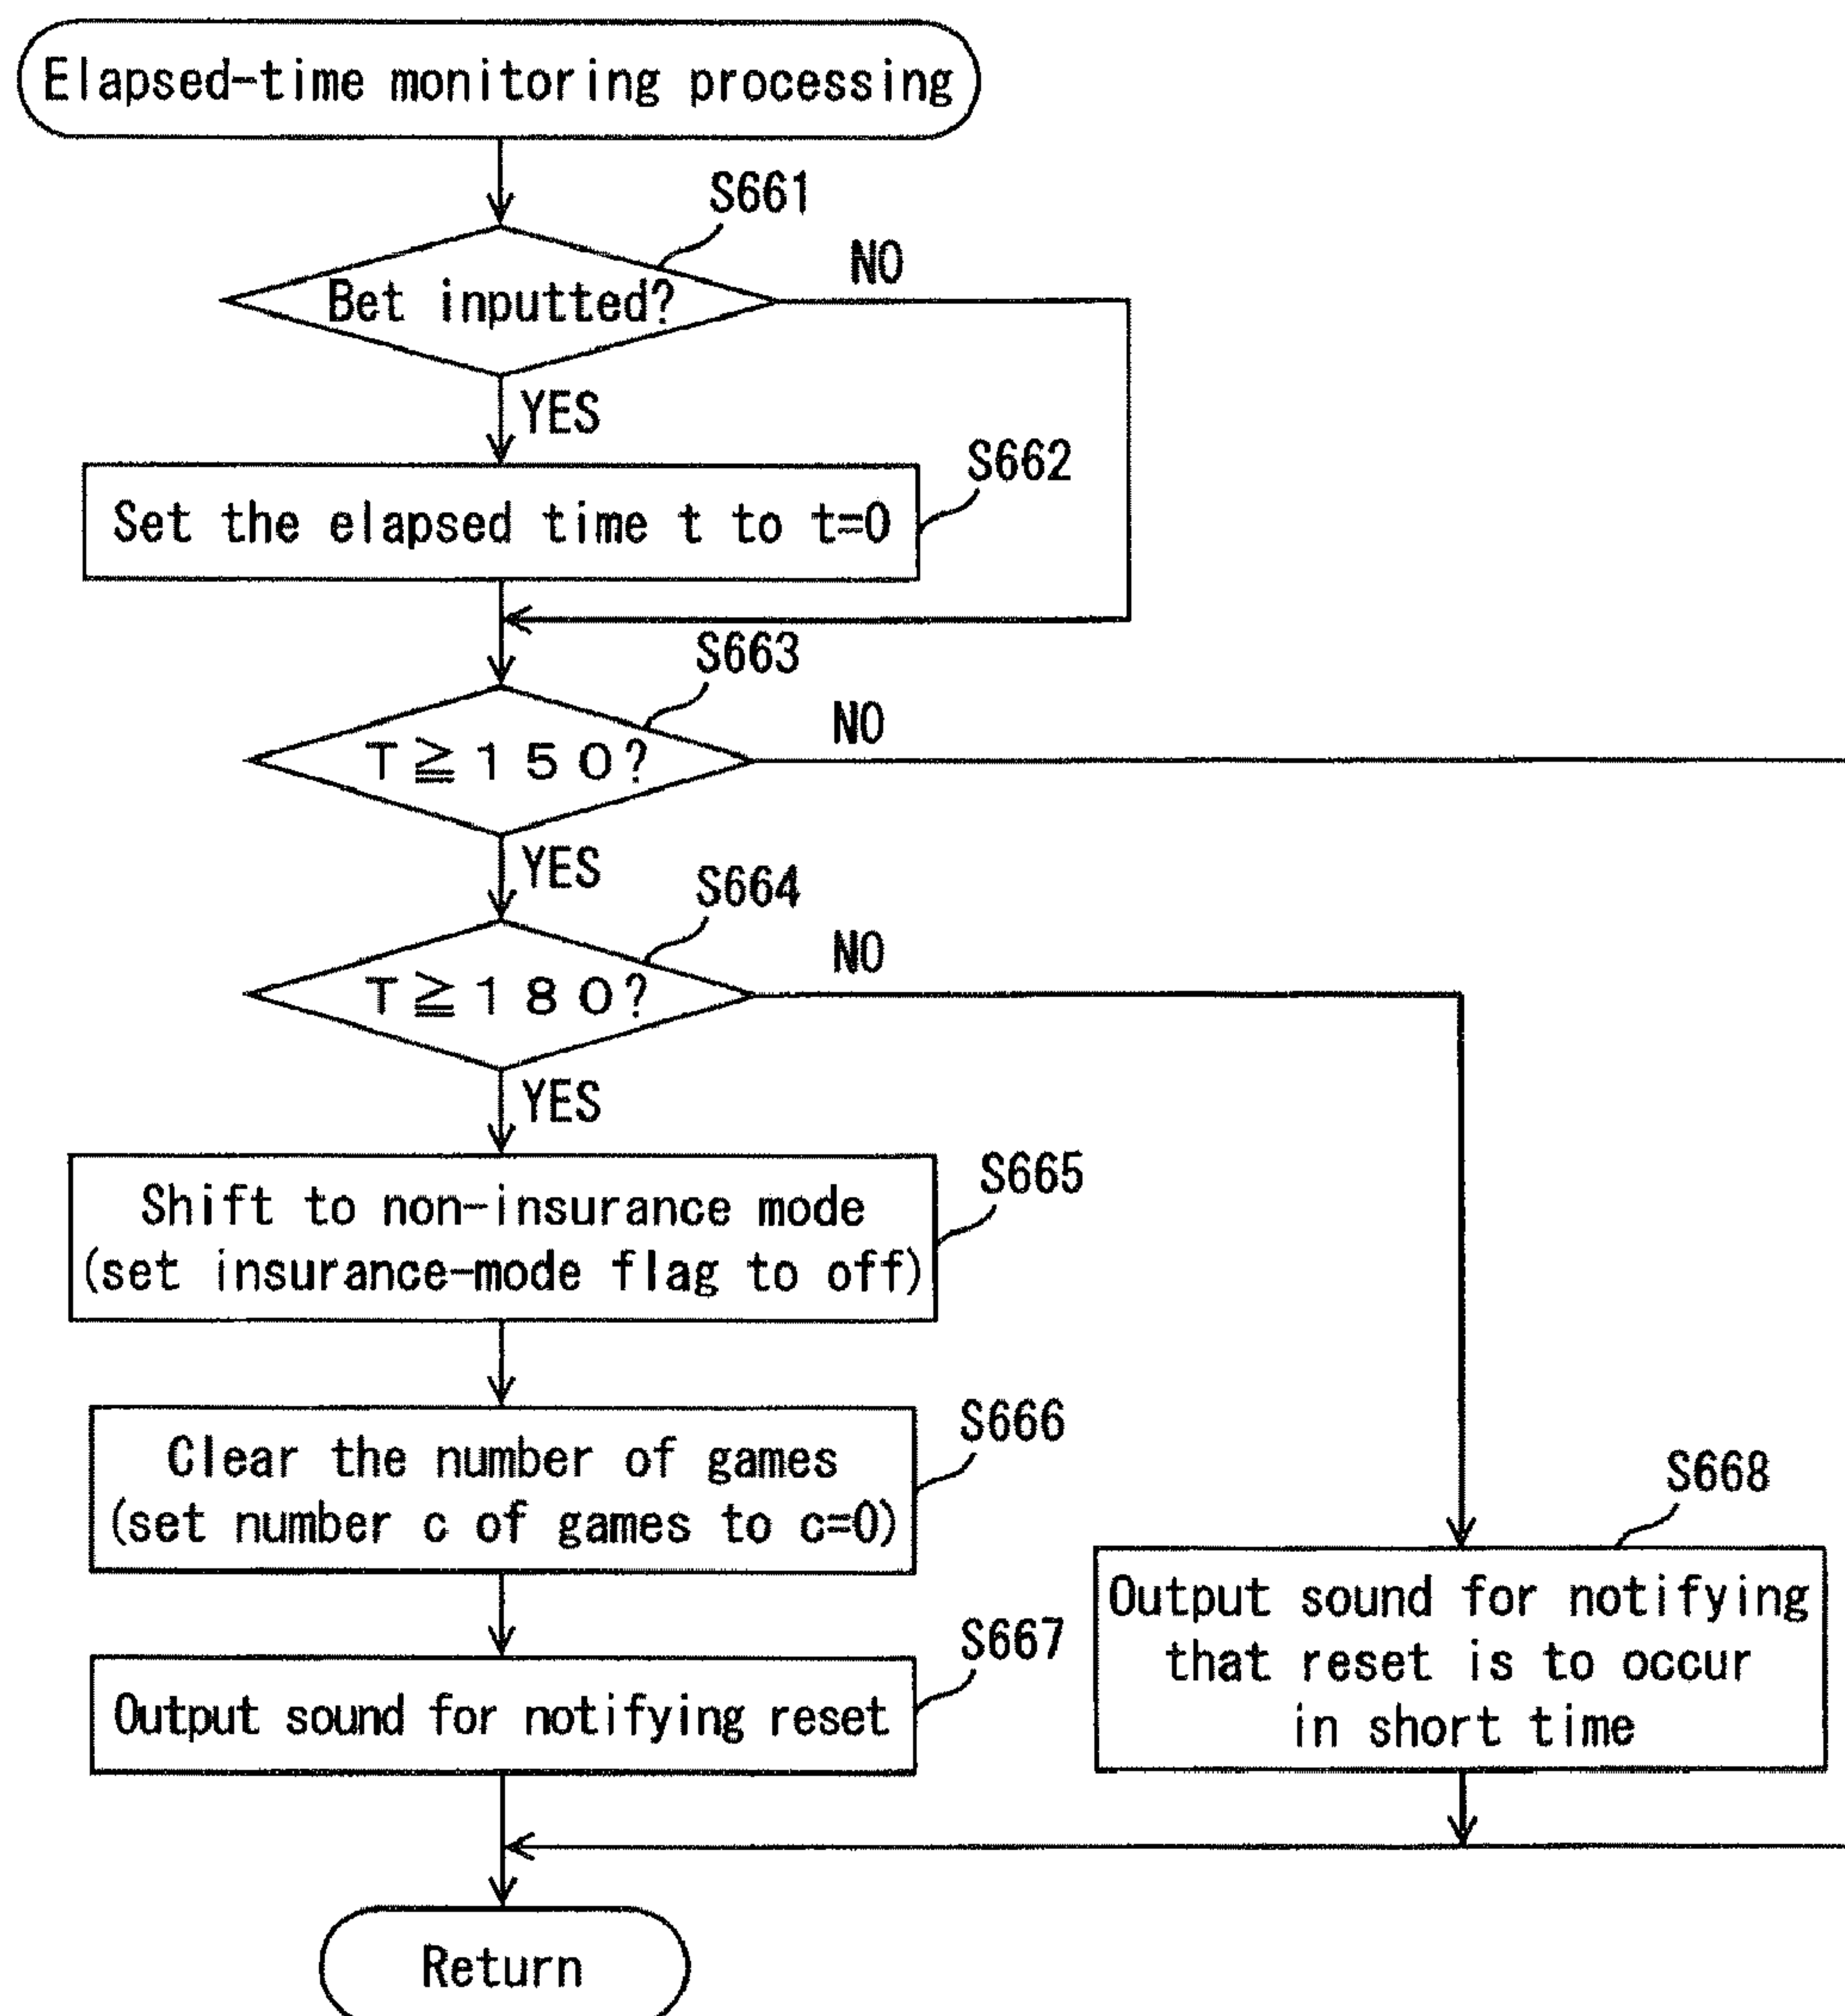 Elapsed-time monitoring processing
S661
Bet inputted?
NO
YES
S662
Set the elapsed time t to t=0
S663
T≧150?
NO
YES
S664
T≧180?
NO
YES
S665
Shift to non-insurance mode
(set insurance-mode flag to off)
S666
Clear the number of games
(set number c of games to c=0)
S668
Output sound for notifying
that reset is to occur
in short time
S667
Output sound for notifying reset
Return